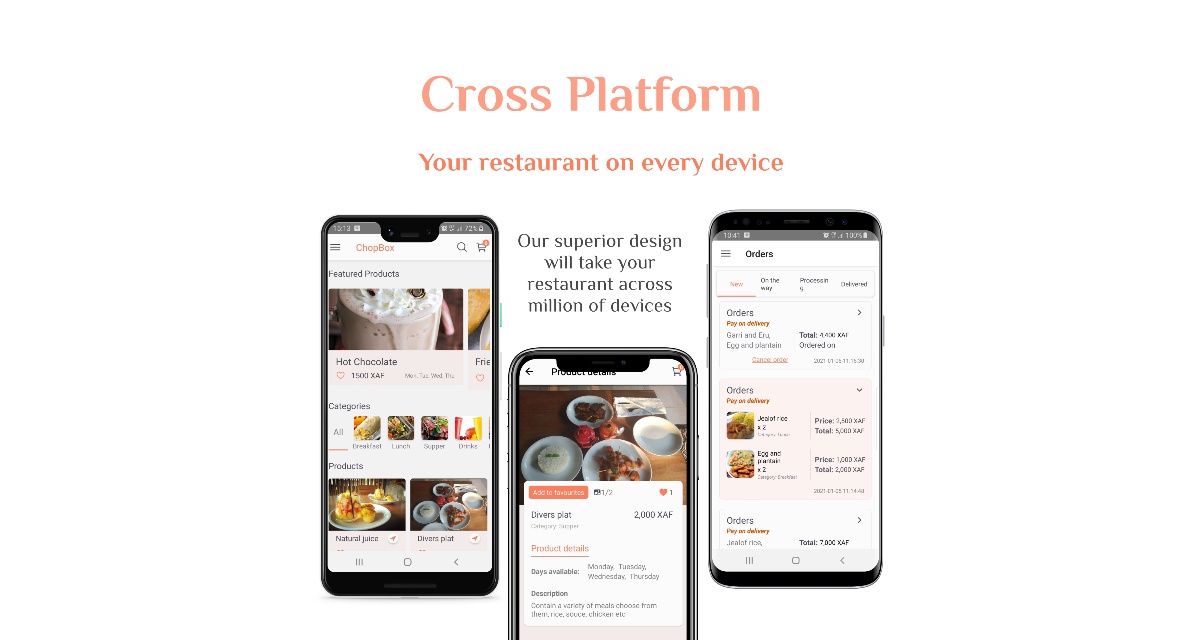 Cross Platform
Your restaurant on every device
15:13
72%
ChopBox
Featured Products
Hot Chocolate
Frie
1500 XAF
Mon, Tue, Wed, Thu
Categories
All
Breakfast
Lunch
Supper
Drinks
Products
Natural juice
Divers plat
Our superior design
will take your
restaurant across
million of devices
Product details
Add to favourites
1/2
1
Divers plat
2,000 XAF
Category: Supper
Product details
Days available:
Monday, Tuesday,
Wednesday, Thursday
Description
Contain a variety of meals choose from
them, rice, souce, chicken etc
10:41
100%
Orders
New
On the
way
Processin
g
Delivered
Orders
Pay on delivery
Garri and Eru,
Egg and plantain
Total: 4,400 XAF
Ordered on
Cancel order
2021-01-05 11:15:30
Orders
Pay on delivery
Jealof rice
x 2
Category: Lunch
Price: 2,500 XAF
Total: 5,000 XAF
Egg and
plantain
x 2
Category: Breakfast
Price: 1,000 XAF
Total: 2,000 XAF
2021-01-05 11:14:43
Orders
Pay on delivery
Jealof rice,
Total: 7,000 XAF